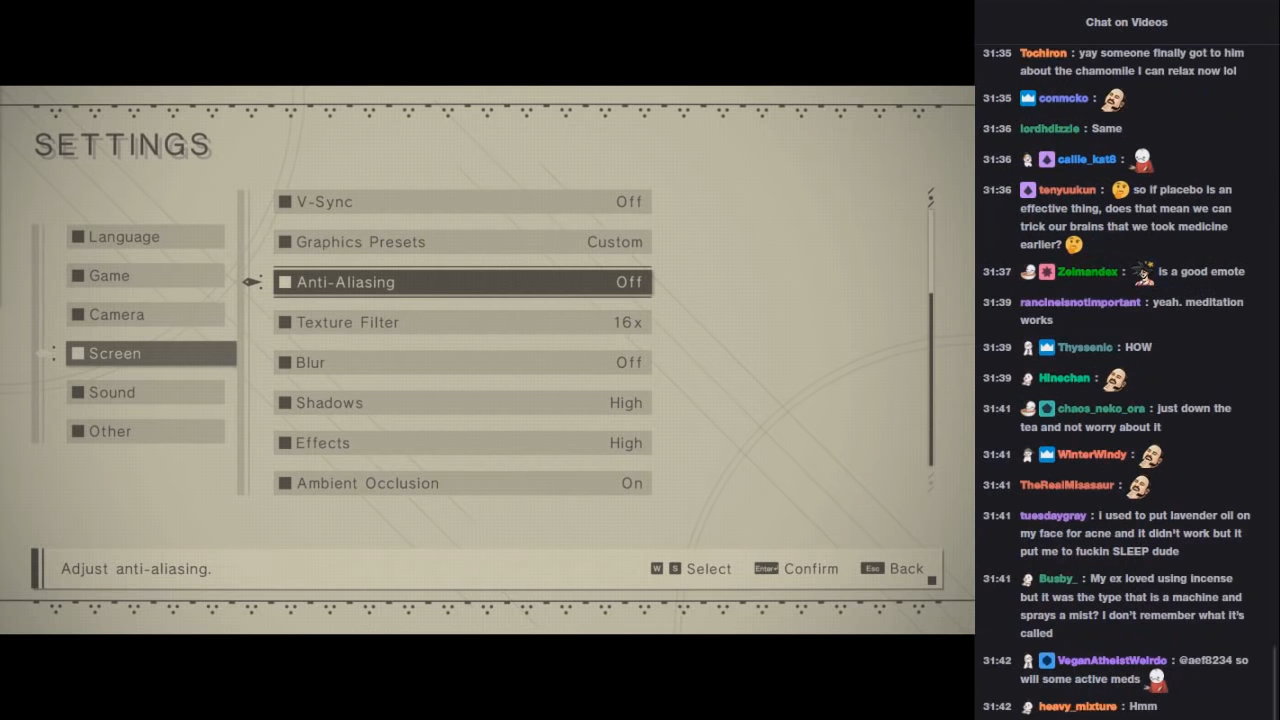 SETTINGS
Language
Game
Camera
Screen
Sound
Other
V-Sync Off
Graphics Presets Custom
Anti-Aliasing Off
Texture Filter 16x
Blur Off
Shadows High
Effects High
Ambient Occlusion On
Adjust anti-aliasing.
W S Select Enter Confirm Esc Back
Chat on Videos
31:35 Tochiron : yay someone finally got to him
about the chamomile I can relax now lol
31:35 conmcko :
31:36 lordhdizzle : Same
31:36 callie_kat8 :
31:36 tenyuukun : so if placebo is an
effective thing, does that mean we can
trick our brains that we took medicine
earlier?
31:37 Zelmandex : is a good emote
31:39 rancineisnotimportant : yeah. meditation
works
31:39 Thyssenic : HOW
31:39 Hinechan :
31:41 chaos_neko_ora : just down the
tea and not worry about it
31:41 WinterWindy :
31:41 TheRealMisasaur :
31:41 tuesdaygray : i used to put lavender oil on
my face for acne and it didn't work but it
put me to fuckin SLEEP dude
31:41 Busby_ : My ex loved using incense
but it was the type that is a machine and
sprays a mist? I don't remember what it's
called
31:42 VeganAtheistWeirdo : @aef8234 so
will some active meds
31:42 heavy_mixture : Hmm